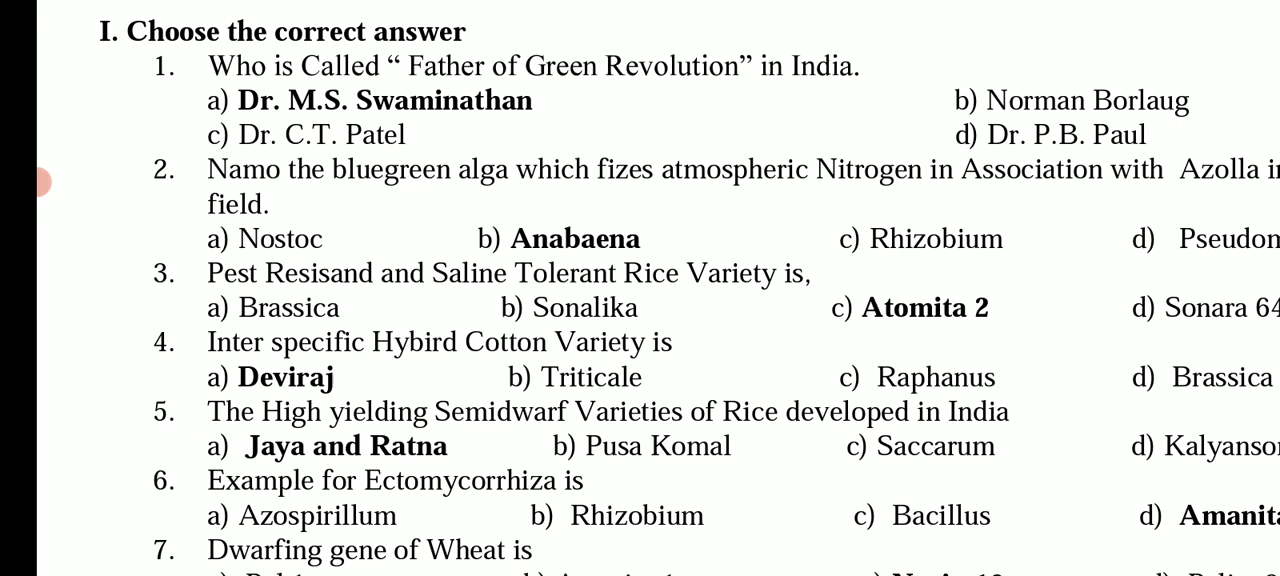 I. Choose the correct answer
1. Who is Called “ Father of Green Revolution” in India.
a) Dr. M.S. Swaminathan b) Norman Borlaug
c) Dr. C.T. Patel d) Dr. P.B. Paul
2. Namo the bluegreen alga which fizes atmospheric Nitrogen in Association with Azolla
field.
a) Nostoc b) Anabaena c) Rhizobium d)
3. Pest Resisand and Saline Tolerant Rice Variety is,
a) Brassica b) Sonalika c) Atomita 2 d) Sonara 64
4. Inter specific Hybird Cotton Variety is
a) Deviraj b) Triticale c) Raphanus d) Brassica
5. The High yielding Semidwarf Varieties of Rice developed in India
a) Jaya and Ratna b) Pusa Komal c) Saccarum d)
6. Example for Ectomycorrhiza is
a) Azospirillum b) Rhizobium c) Bacillus d) Amanita
7. Dwarfing gene of Wheat is